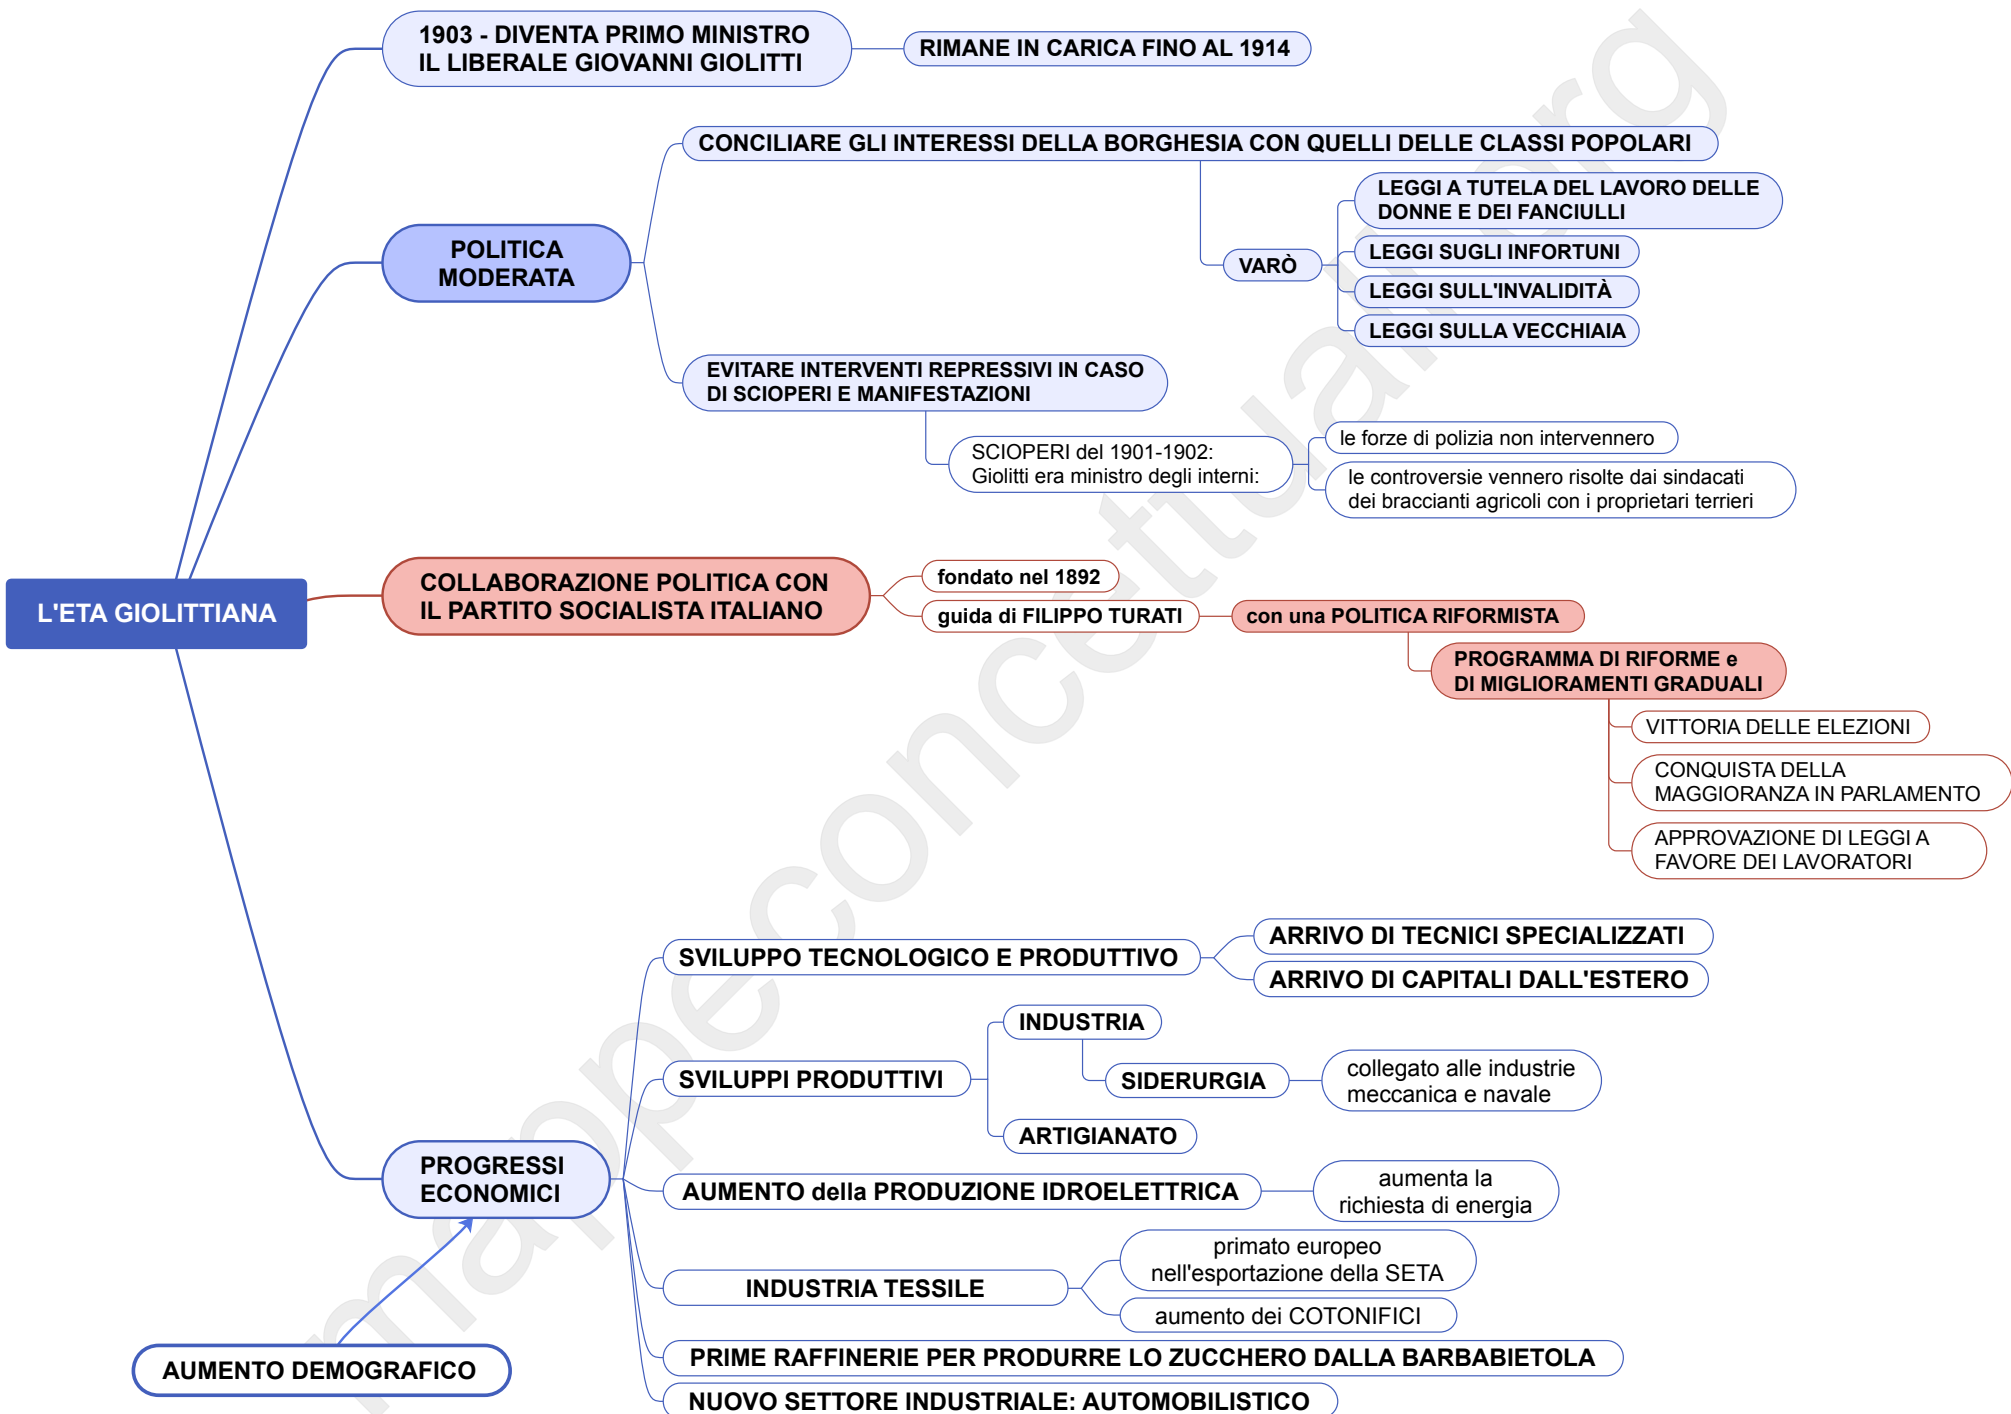 1903 - DIVENTA PRIMO MINISTRO
IL LIBERALE GIOVANNI GIOLITTI
RIMANE IN CARICA FINO AL 1914
CONCILIARE GLI INTERESSI DELLA BORGHESIA CON QUELLI DELLE CLASSI POPOLARI
LEGGI A TUTELA DEL LAVORO DELLE
DONNE E DEI FANCIULLI
POLITICA
MODERATA
VARÒ
LEGGI SUGLI INFORTUNI
LEGGI SULL'INVALIDITÀ
LEGGI SULLA VECCHIAIA
EVITARE INTERVENTI REPRESSIVI IN CASO
DI SCIOPERI E MANIFESTAZIONI
SCIOPERI del 1901-1902:
Giolitti era ministro degli interni:
le forze di polizia non intervennero
le controversie vennero risolte dai sindacati
dei braccianti agricoli con i proprietari terrieri
L'ETA GIOLITTIANA
COLLABORAZIONE POLITICA CON
IL PARTITO SOCIALISTA ITALIANO
fondato nel 1892
guida di FILIPPO TURATI
con una POLITICA RIFORMISTA
PROGRAMMA DI RIFORME e
DI MIGLIORAMENTI GRADUALI
VITTORIA DELLE ELEZIONI
CONQUISTA DELLA
MAGGIORANZA IN PARLAMENTO
APPROVAZIONE DI LEGGI A
FAVORE DEI LAVORATORI
SVILUPPO TECNOLOGICO E PRODUTTIVO
ARRIVO DI TECNICI SPECIALIZZATI
ARRIVO DI CAPITALI DALL'ESTERO
SVILUPPI PRODUTTIVI
INDUSTRIA
SIDERURGIA
collegato alle industrie
meccanica e navale
ARTIGIANATO
PROGRESSI
ECONOMICI
AUMENTO della PRODUZIONE IDROELETTRICA
aumenta la
richiesta di energia
INDUSTRIA TESSILE
primato europeo
nell'esportazione della SETA
aumento dei COTONIFICI
PRIME RAFFINERIE PER PRODURRE LO ZUCCHERO DALLA BARBABIETOLA
AUMENTO DEMOGRAFICO
NUOVO SETTORE INDUSTRIALE: AUTOMOBILISTICO